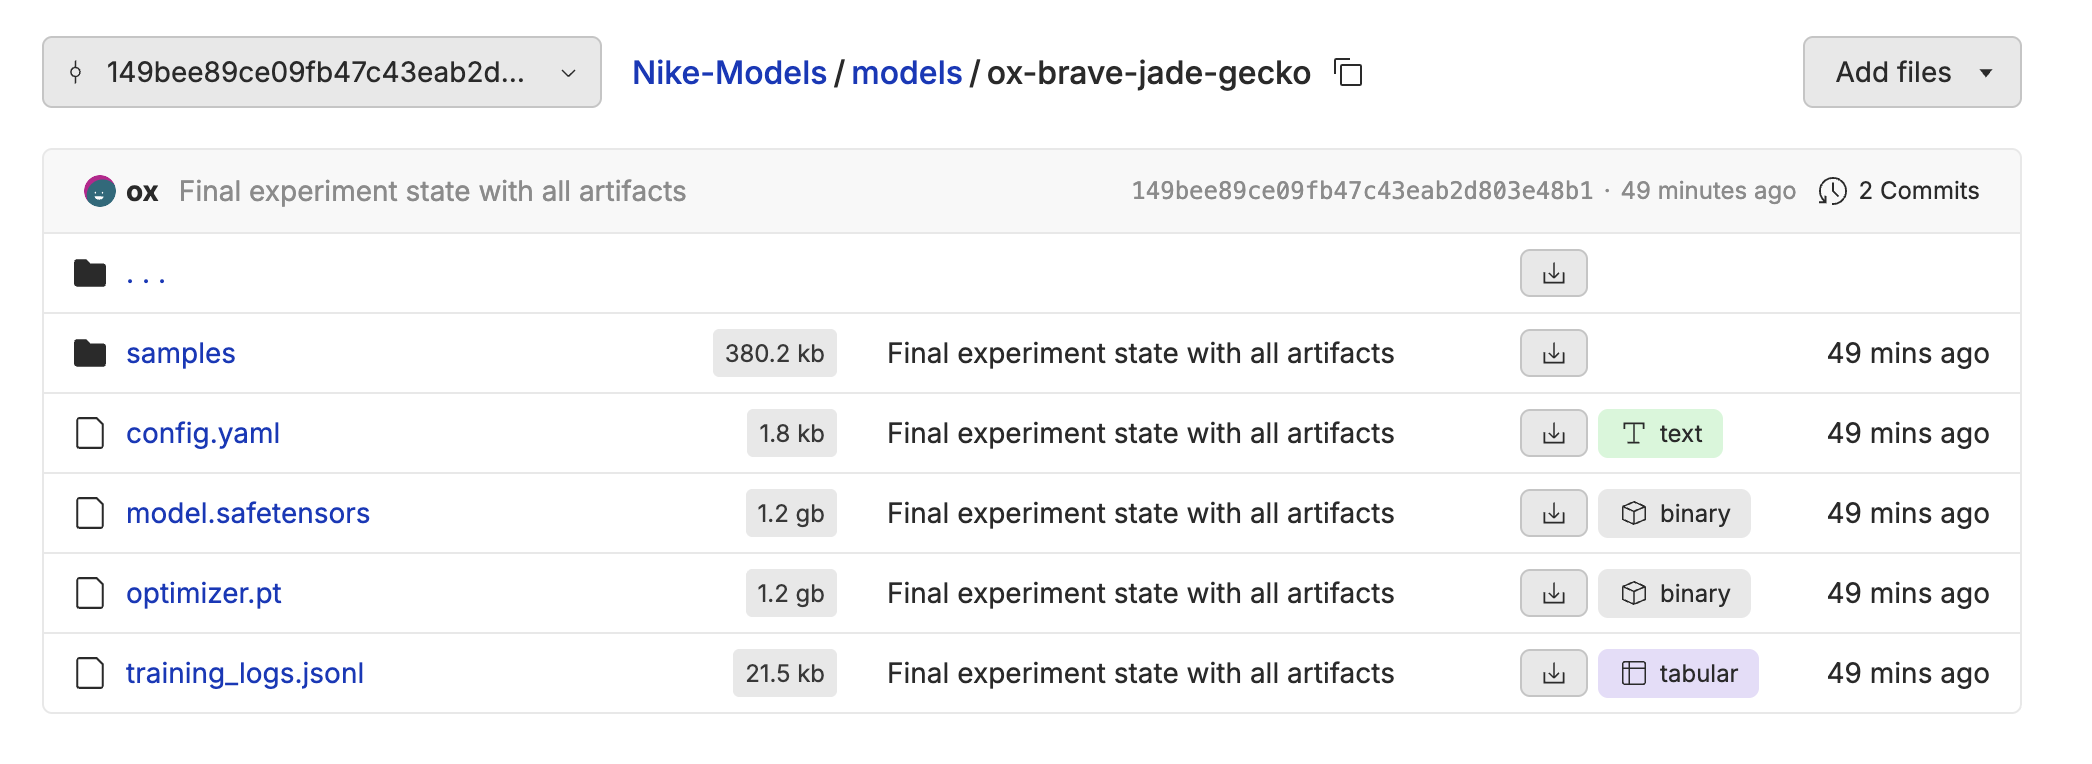 149bee89ce09fb47c43eab2d... Nike-Models / models / ox-brave-jade-gecko Add files
ox Final experiment state with all artifacts 149bee89ce09fb47c43eab2d803e48b1 · 49 minutes ago 2 Commits
...
samples 380.2 kb Final experiment state with all artifacts 49 mins ago
config.yaml 1.8 kb Final experiment state with all artifacts text 49 mins ago
model.safetensors 1.2 gb Final experiment state with all artifacts binary 49 mins ago
optimizer.pt 1.2 gb Final experiment state with all artifacts binary 49 mins ago
training_logs.jsonl 21.5 kb Final experiment state with all artifacts tabular 49 mins ago